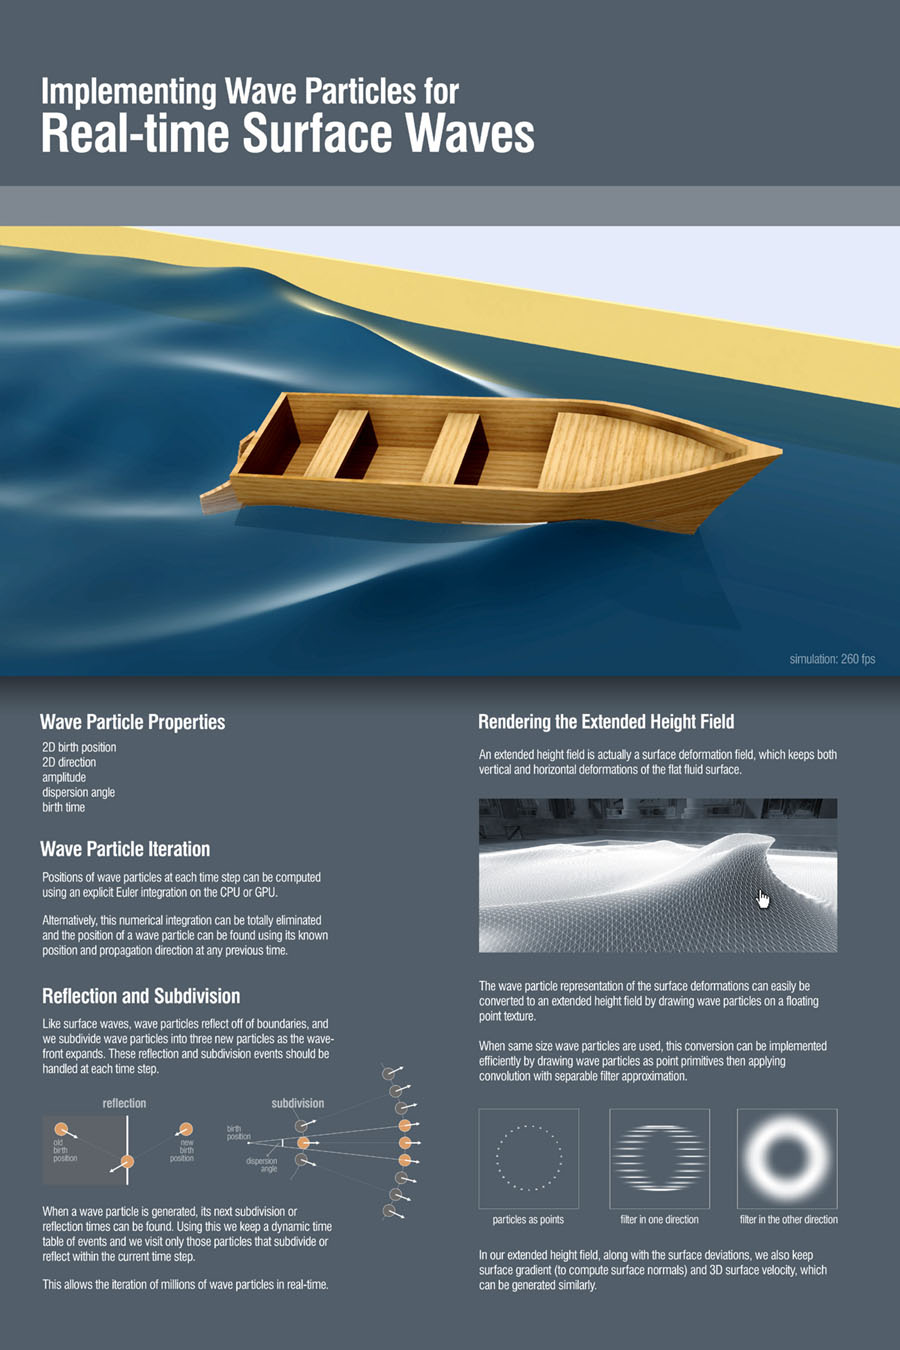 Implementing Wave Particles for
Real-time Surface Waves
simulation: 260 fps
Wave Particle Properties
2D birth position
2D direction
amplitude
dispersion angle
birth time
Wave Particle Iteration
Positions of wave particles at each time step can be computed
using an explicit Euler integration on the CPU or GPU.
Alternatively, this numerical integration can be totally eliminated
and the position of a wave particle can be found using its known
position and propagation direction at any previous time.
Reflection and Subdivision
Like surface waves, wave particles reflect off of boundaries, and
we subdivide wave particles into three new particles as the wave-
front expands. These reflection and subdivision events should be
handled at each time step.
reflection
old
birth
position
new
birth
position
subdivision
birth
position
dispersion
angle
When a wave particle is generated, its next subdivision or
reflection times can be found. Using this we keep a dynamic time
table of events and we visit only those particles that subdivide or
reflect within the current time step.
This allows the iteration of millions of wave particles in real-time.
Rendering the Extended Height Field
An extended height field is actually a surface deformation field, which keeps both
vertical and horizontal deformations of the flat fluid surface.
The wave particle representation of the surface deformations can easily be
converted to an extended height field by drawing wave particles on a floating
point texture.
When same size wave particles are used, this conversion can be implemented
efficiently by drawing wave particles as point primitives then applying
convolution with separable filter approximation.
particles as points
filter in one direction
filter in the other direction
In our extended height field, along with the surface deviations, we also keep
surface gradient (to compute surface normals) and 3D surface velocity, which
can be generated similarly.